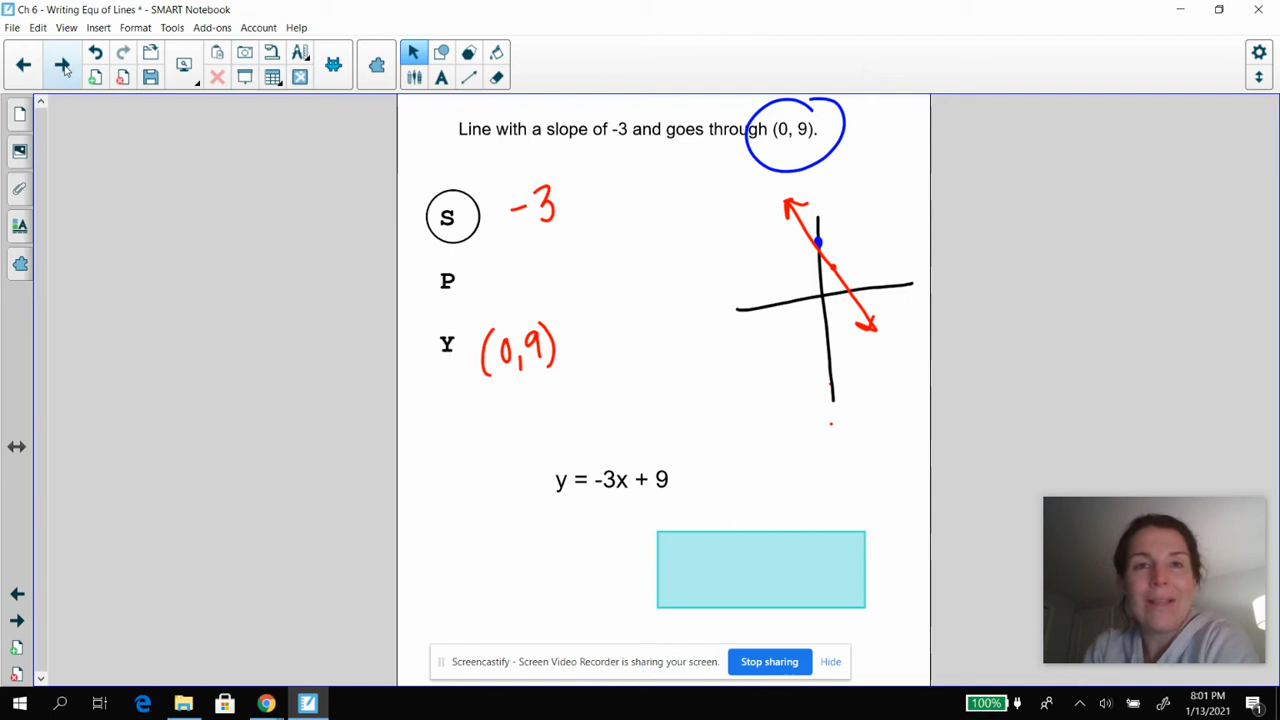 Ch 6 - Writing Equ of Lines * - SMART Notebook
File Edit View Insert Format Tools Add-ons Account Help
Line with a slope of -3 and goes through (0, 9).
S -3
P
Y (0,9)
y = -3x + 9
Screencastify - Screen Video Recorder is sharing your screen. Stop sharing Hide
100% 8:01 PM
1/13/2021
1